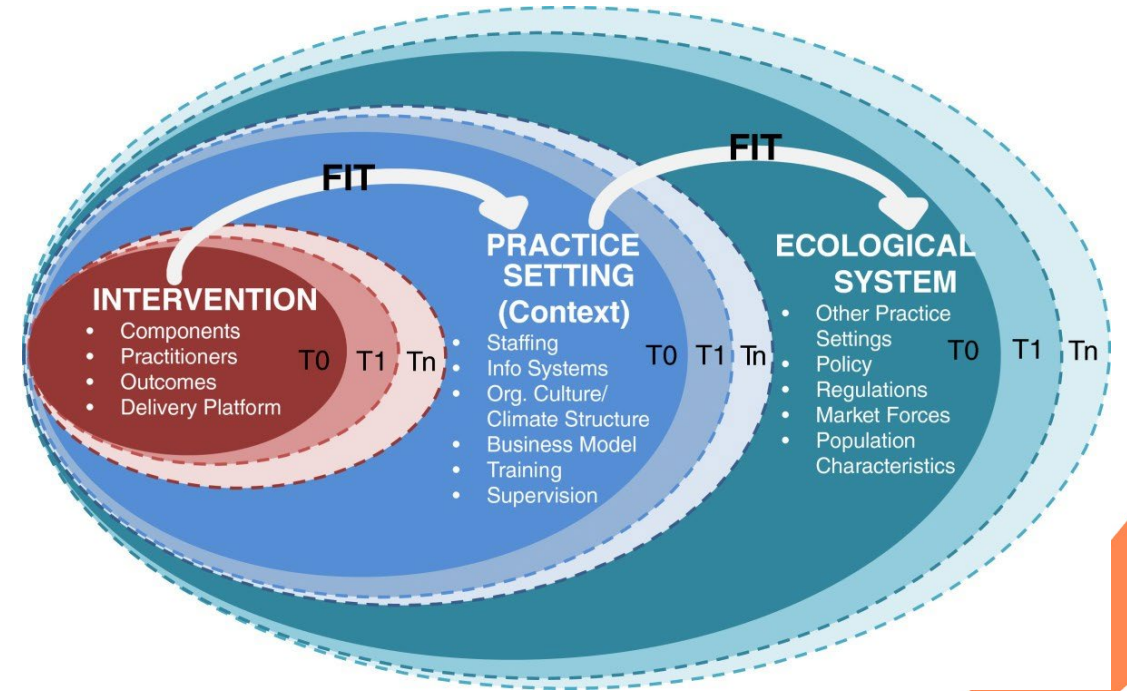 FIT
FIT
INTERVENTION
• Components
• Practitioners
• Outcomes
• Delivery Platform
T0 T1 Tn
PRACTICE
SETTING
(Context)
• Staffing
• Info Systems
• Org. Culture/
Climate Structure
• Business Model
• Training
• Supervision
T0 T1 Tn
ECOLOGICAL
SYSTEM
• Other Practice
Settings
• Policy
• Regulations
• Market Forces
• Population
Characteristics
T0 T1 Tn